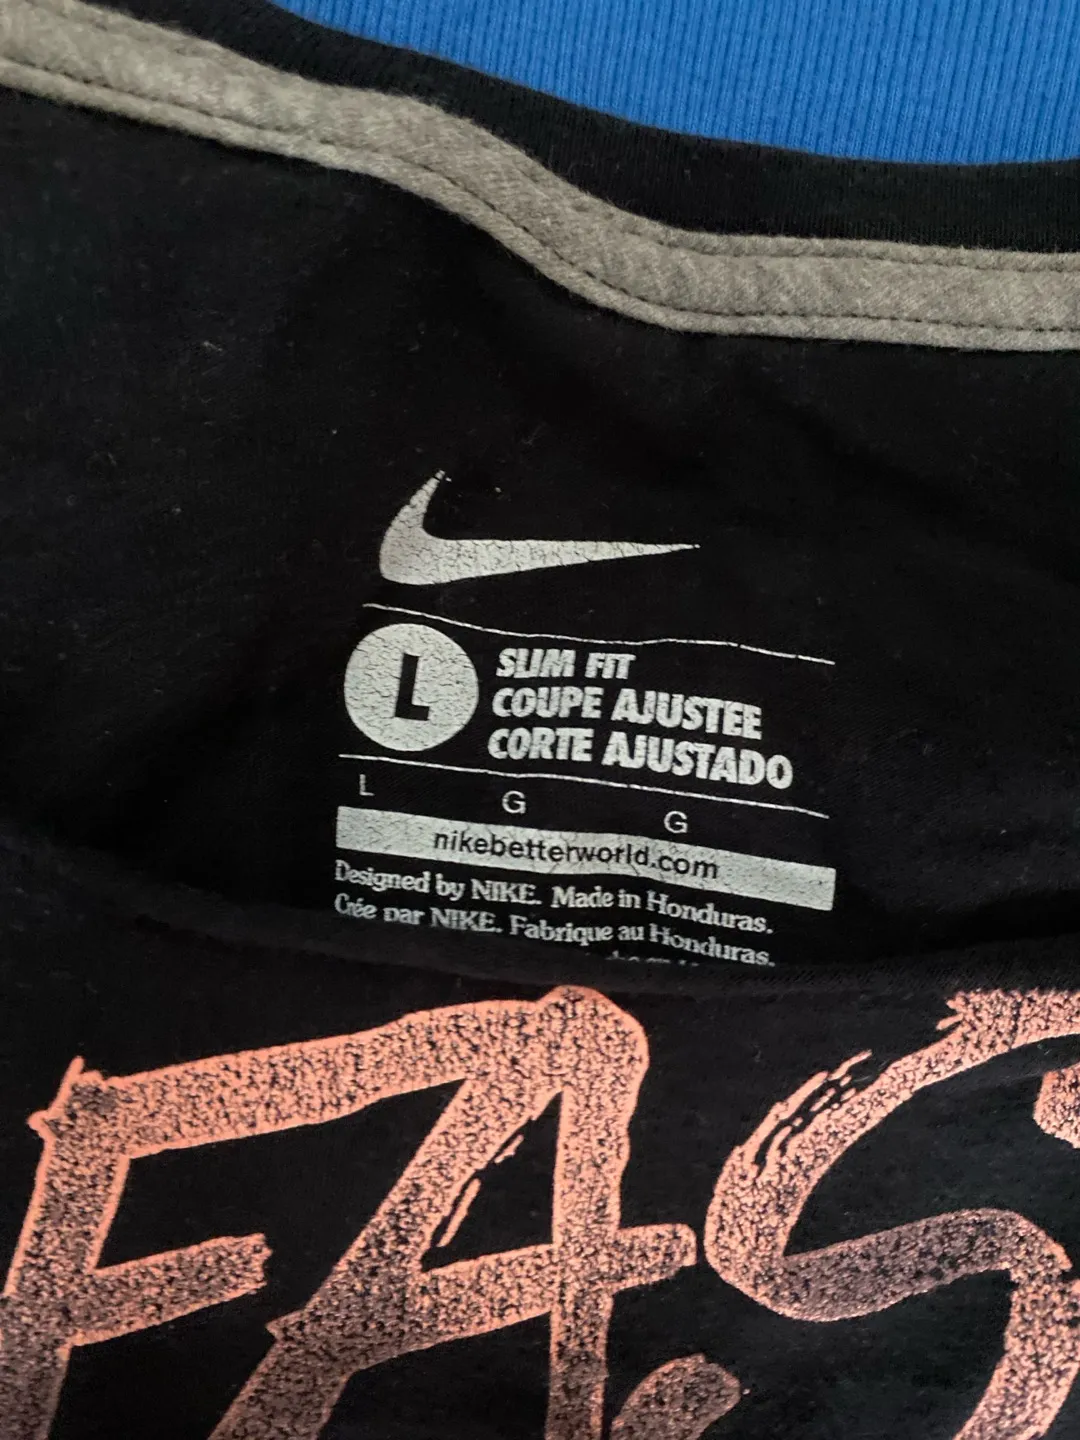 L
SLIM FIT
COUPE AJUSTEE
CORTE AJUSTADO
L G G
nikebetterworld.com
Designed by NIKE. Made in Honduras.
Crée par NIKE. Fabrique au Honduras.
FAS